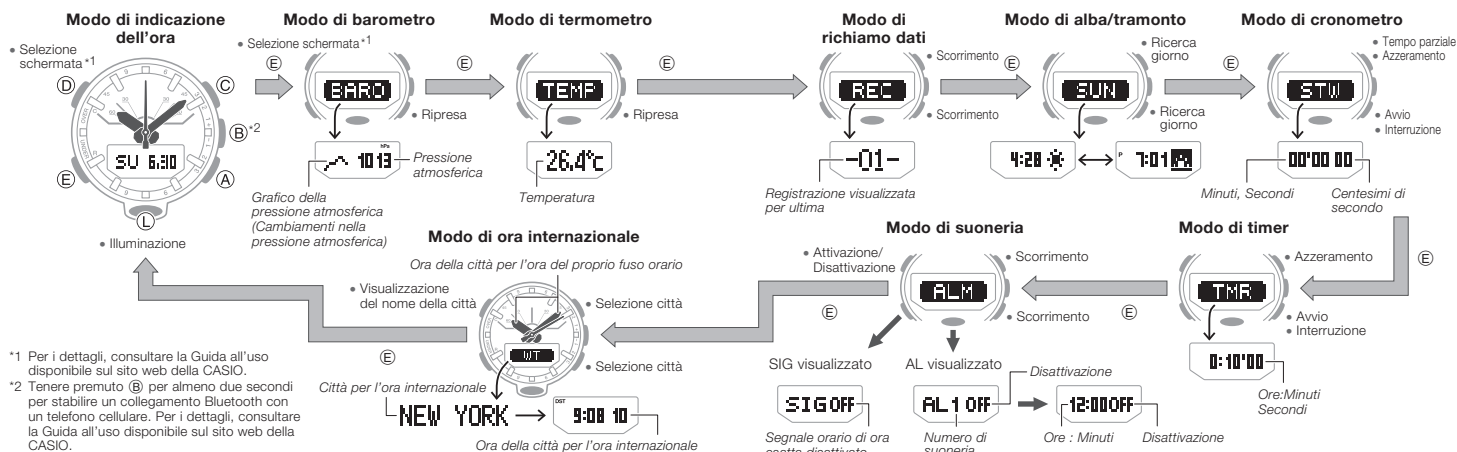 Modo di indicazione
dell'ora
• Selezione
schermata*1
D
C
B *2
E
A
L
SU 6.30
• Illuminazione
E
Modo di barometro
• Selezione schermata*1
BARO
hPa
1013
Pressione
atmosferica
Grafico della
pressione atmosferica
(Cambiamenti nella
pressione atmosferica)
E
• Ripresa
Modo di termometro
TEMP
26.4°C
Temperatura
• Ripresa
E
Modo di
richiamo dati
REC
• Scorrimento
• Scorrimento
-01-
Registrazione visualizzata
per ultima
E
Modo di alba/tramonto
SUN
• Ricerca
giorno
• Ricerca
giorno
4:28
P 7:01
E
Modo di cronometro
STW
• Tempo parziale
• Azzeramento
• Avvio
• Interruzione
00'00 00
Minuti, Secondi
Centesimi di
secondo
E
Modo di timer
TMR
• Azzeramento
• Avvio
• Interruzione
0:10'00
Ore:Minuti
Secondi
E
Modo di suoneria
• Attivazione/
Disattivazione
ALM
• Scorrimento
• Scorrimento
SIG visualizzato
AL visualizzato
SIGOFF
Segnale orario di ora
AL1 OFF
Disattivazione
Numero di
suoneria
12:00OFF
Ore : Minuti
Disattivazione
E
Modo di ora internazionale
Ora della città per l'ora del proprio fuso orario
• Visualizzazione
del nome della città
WT
• Selezione città
• Selezione città
Città per l'ora internazionale
NEW YORK
DST
9:08 10
Ora della città per l'ora internazionale
E
*1 Per i dettagli, consultare la Guida all'uso
disponibile sul sito web della CASIO.
*2 Tenere premuto B per almeno due secondi
per stabilire un collegamento Bluetooth con
un telefono cellulare. Per i dettagli, consultare
la Guida all'uso disponibile sul sito web della
CASIO.